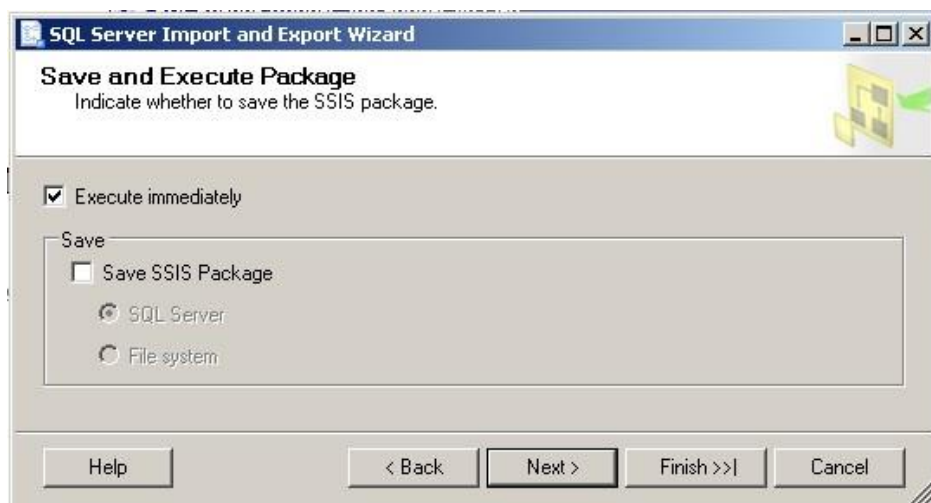 SQL Server Import and Export Wizard
Save and Execute Package
Indicate whether to save the SSIS package.
Execute immediately
Save
Save SSIS Package
SQL Server
File system
Help
< Back
Next >
Finish >>|
Cancel